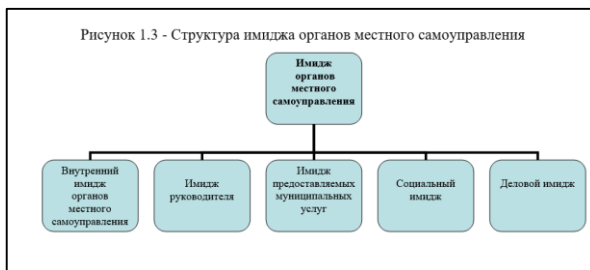 Рисунок 1.3 - Структура имиджа органов местного самоуправления
Имидж
органов
местного
самоуправления
Внутренний
имидж
органов
местного
самоуправления
Имидж
руководителя
Имидж
предоставляемых
муниципальных
услуг
Социальный
имидж
Деловой имидж